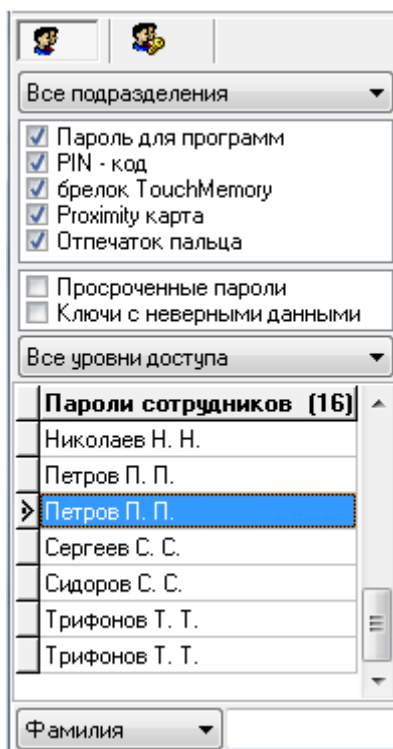 Все подразделения
Пароль для программ
PIN - код
брелок TouchMemory
Proximity карта
Отпечаток пальца
Просроченные пароли
Ключи с неверными данными
Все уровни доступа
Пароли сотрудников (16)
Николаев Н. Н.
Петров П. П.
Петров П. П.
Сергеев С. С.
Сидоров С. С.
Трифонов Т. Т.
Трифонов Т. Т.
Фамилия